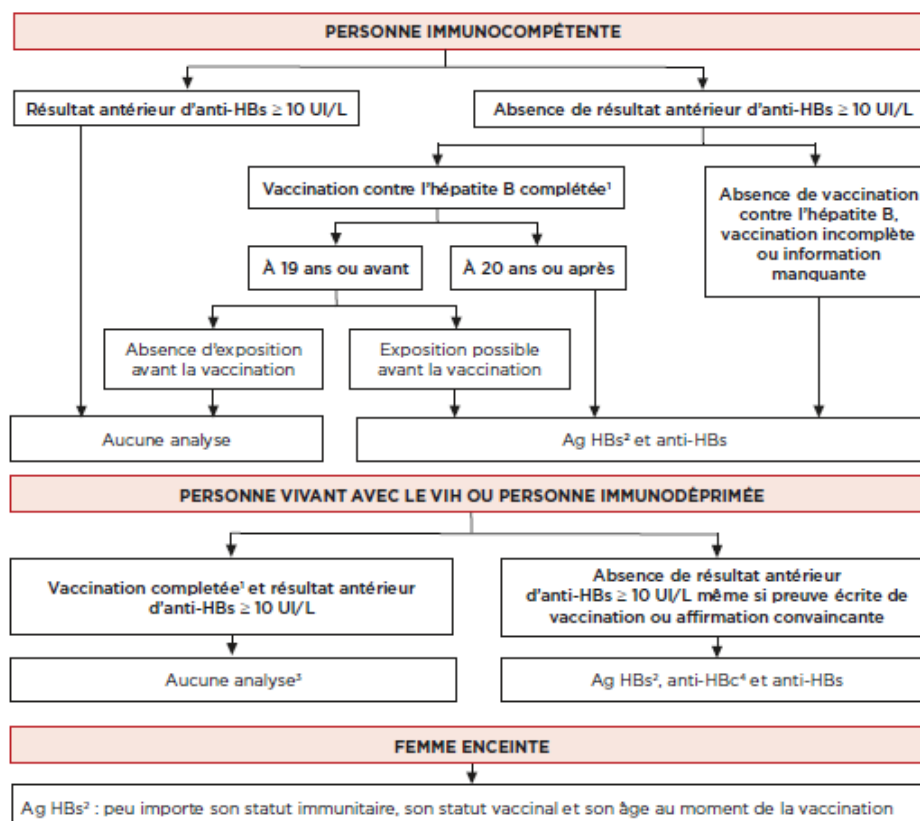 PERSONNE IMMUNOCOMPÉTENTE
Résultat antérieur d'anti-HBs ≥ 10 UI/L
Absence de résultat antérieur d'anti-HBs ≥ 10 UI/L
Vaccination contre l'hépatite B complétée¹
Absence de vaccination
contre l'hépatite B,
vaccination incomplète
ou information
manquante
À 19 ans ou avant
À 20 ans ou après
Absence d'exposition
avant la vaccination
Exposition possible
avant la vaccination
Aucune analyse
Ag HBs² et anti-HBs
PERSONNE VIVANT AVEC LE VIH OU PERSONNE IMMUNODÉPRIMÉE
Vaccination completée¹ et résultat antérieur
d'anti-HBs ≥ 10 UI/L
Absence de résultat antérieur
d'anti-HBs ≥ 10 UI/L même si preuve écrite de
vaccination ou affirmation convaincante
Aucune analyse³
Ag HBs², anti-HBc⁴ et anti-HBs
FEMME ENCEINTE
Ag HBs² : peu importe son statut immunitaire, son statut vaccinal et son âge au moment de la vaccination